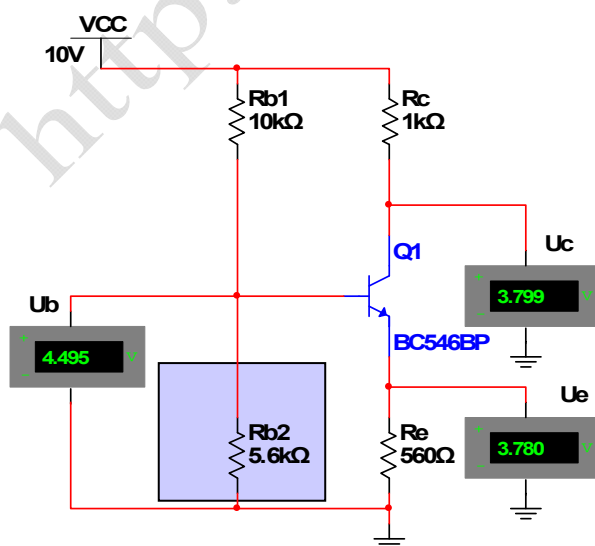 http:
VCC
10V
Rb1
10kΩ
Rc
1kΩ
Q1
Uc
3.799 V
Ub
4.495 V
BC546BP
Ue
3.780 V
Rb2
5.6kΩ
Re
560Ω